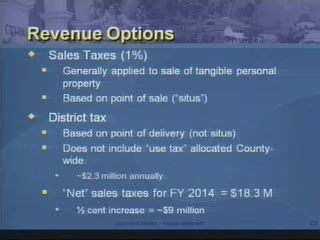 Revenue Options
Sales Taxes (1%)
Generally applied to sale of tangible personal
property
Based on point of sale ("situs")
District tax
Based on point of delivery (not situs)
Does not include "use tax" allocated County-
wide
~$2.3 million annually
"Net" sales taxes for FY 2014 = $18.3 M
½ cent increase = ~$9 million